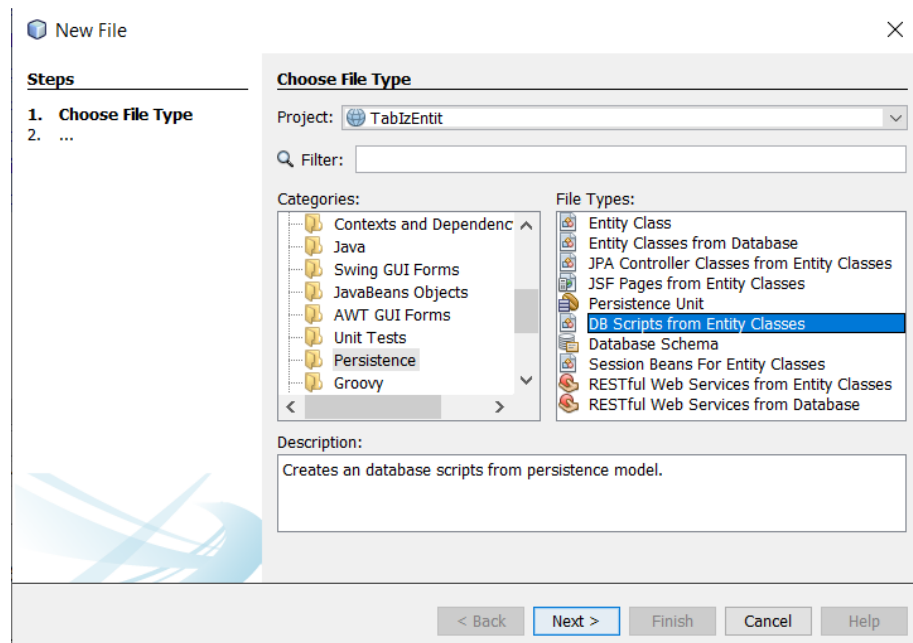 New File
Steps
1. Choose File Type
2. ...
Choose File Type
Project: TabIzEntit
Filter:
Categories:
Contexts and Dependenc
Java
Swing GUI Forms
JavaBeans Objects
AWT GUI Forms
Unit Tests
Persistence
Groovy
File Types:
Entity Class
Entity Classes from Database
JPA Controller Classes from Entity Classes
JSF Pages from Entity Classes
Persistence Unit
DB Scripts from Entity Classes
Database Schema
Session Beans For Entity Classes
RESTful Web Services from Entity Classes
RESTful Web Services from Database
Description:
Creates an database scripts from persistence model.
< Back Next > Finish Cancel Help